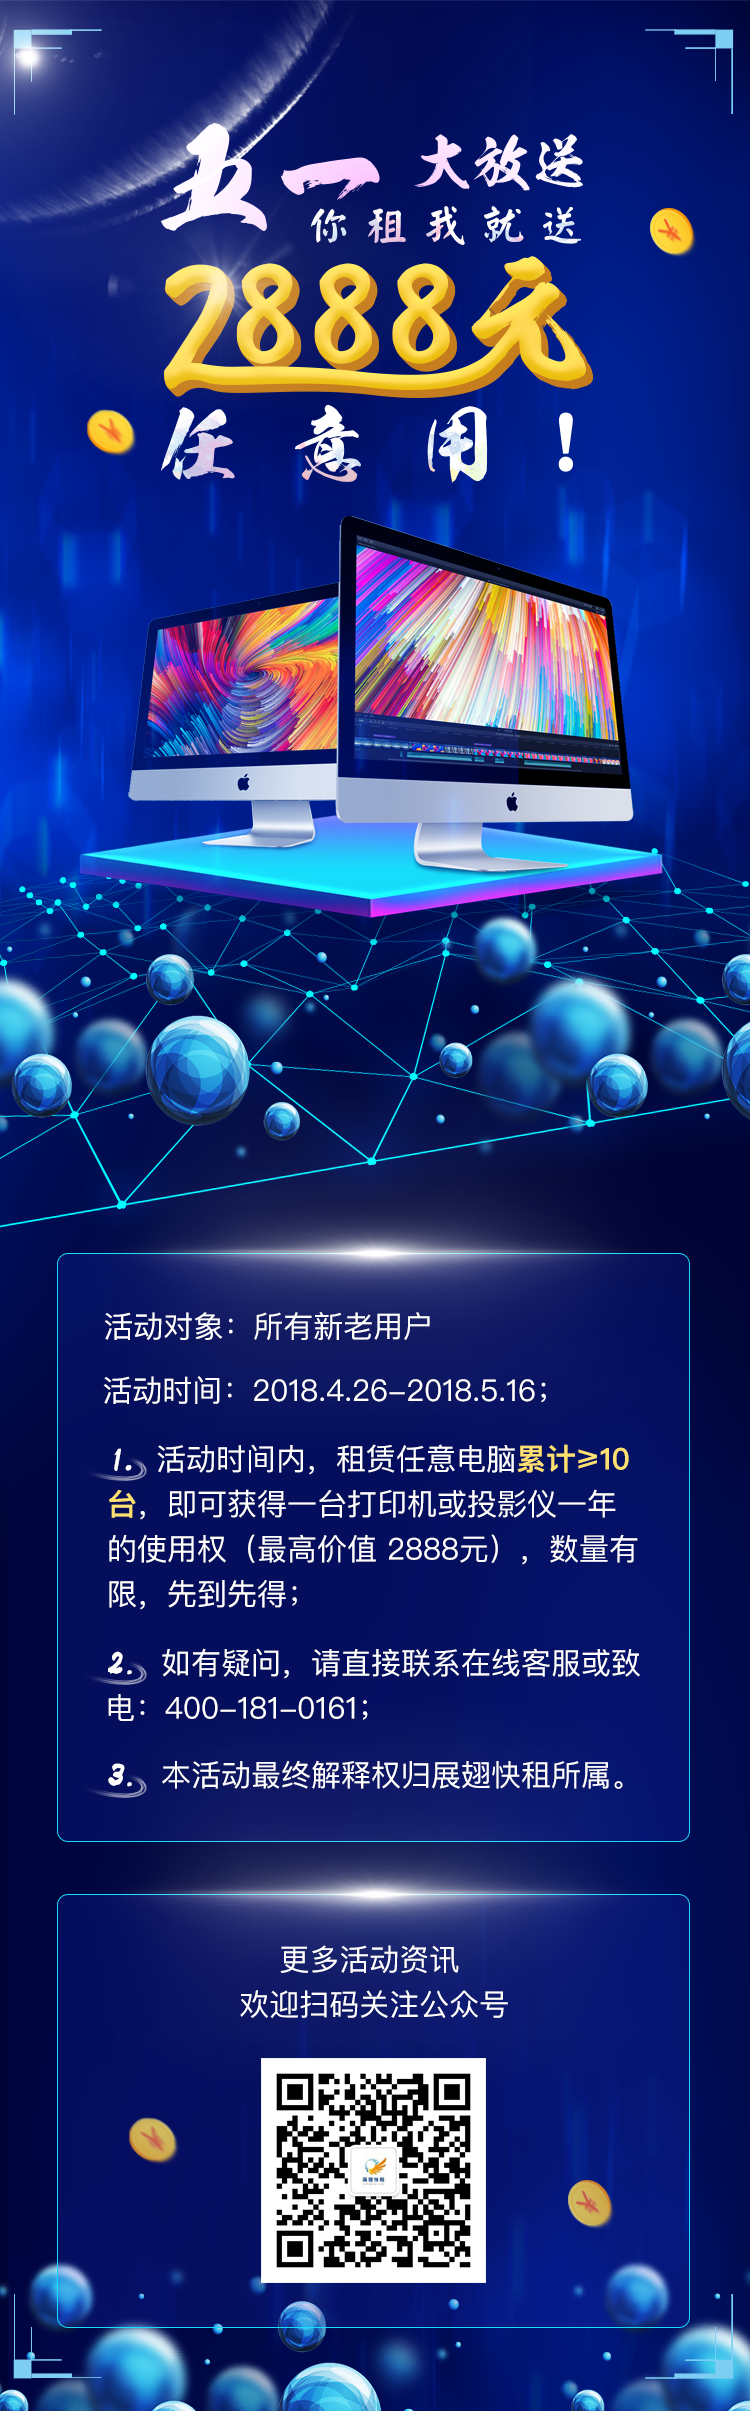 五一 大放送
你租我就送
2888元
任意用！
活动对象：所有新老用户
活动时间：2018.4.26-2018.5.16；
1. 活动时间内，租赁任意电脑累计≥10
台，即可获得一台打印机或投影仪一年
的使用权（最高价值 2888元），数量有
限，先到先得；
2. 如有疑问，请直接联系在线客服或致
电：400-181-0161；
3. 本活动最终解释权归展翅快租所属。
更多活动资讯
欢迎扫码关注公众号
展翅快租